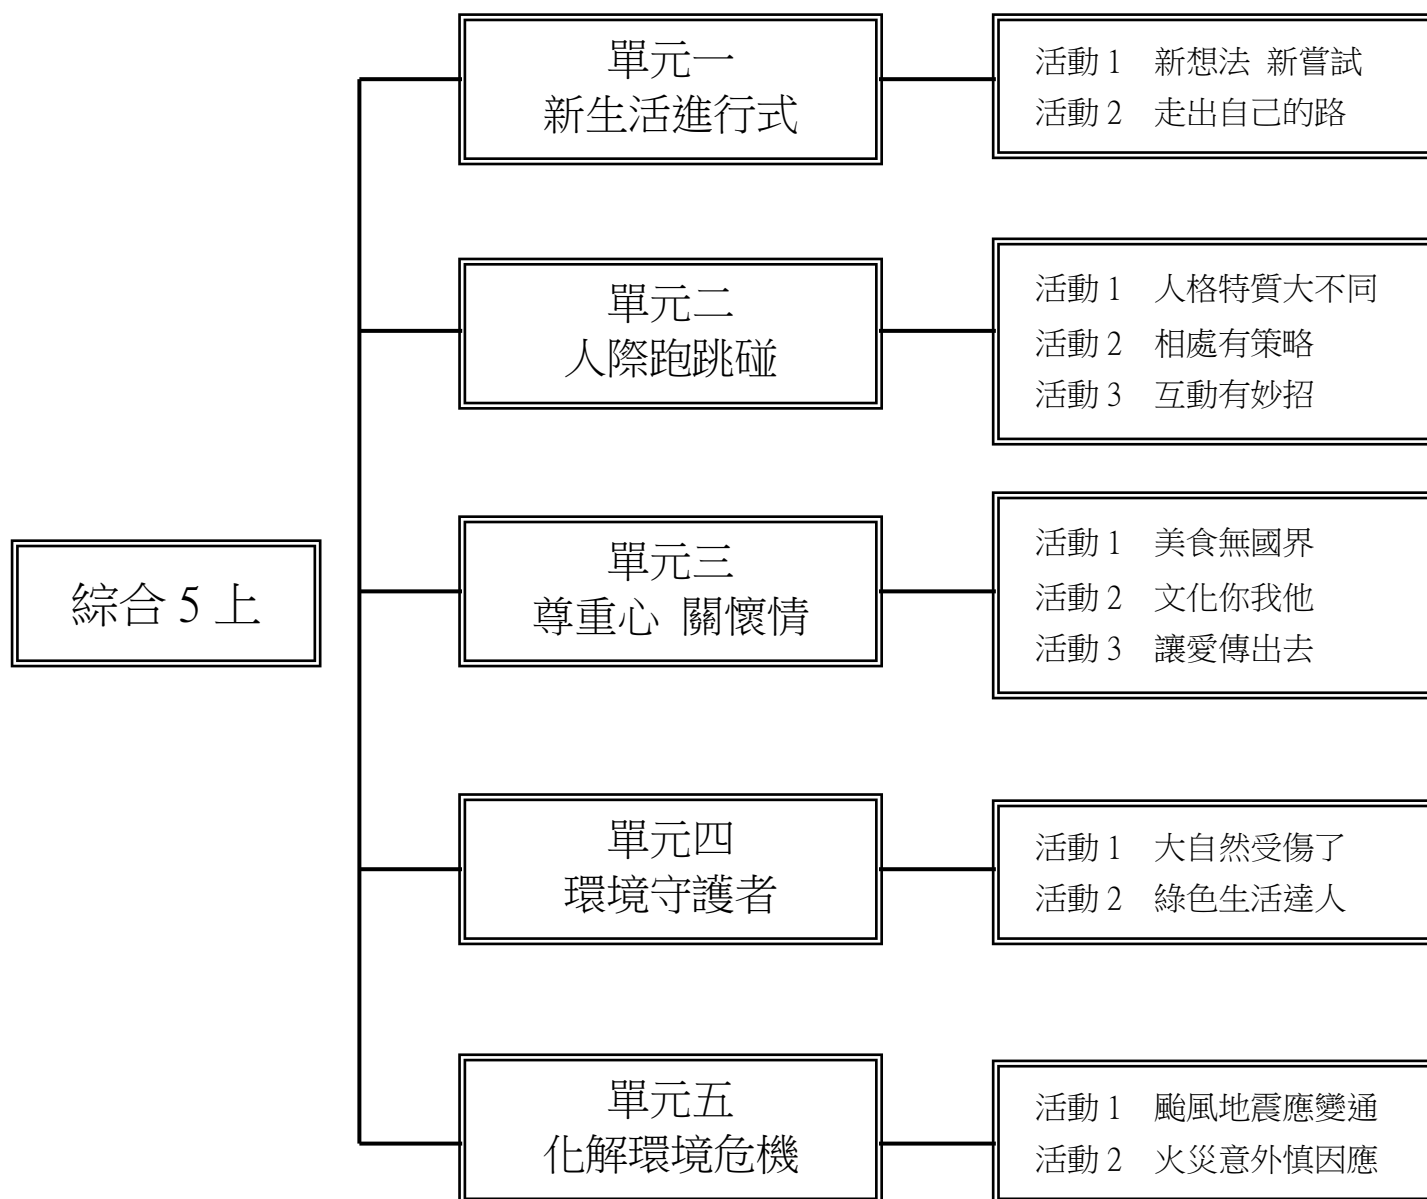 綜合 5 上
單元一
新生活進行式
活動 1 新想法 新嘗試
活動 2 走出自己的路
單元二
人際跑跳碰
活動 1 人格特質大不同
活動 2 相處有策略
活動 3 互動有妙招
單元三
尊重心 關懷情
活動 1 美食無國界
活動 2 文化你我他
活動 3 讓愛傳出去
單元四
環境守護者
活動 1 大自然受傷了
活動 2 綠色生活達人
單元五
化解環境危機
活動 1 颱風地震應變通
活動 2 火災意外慎因應